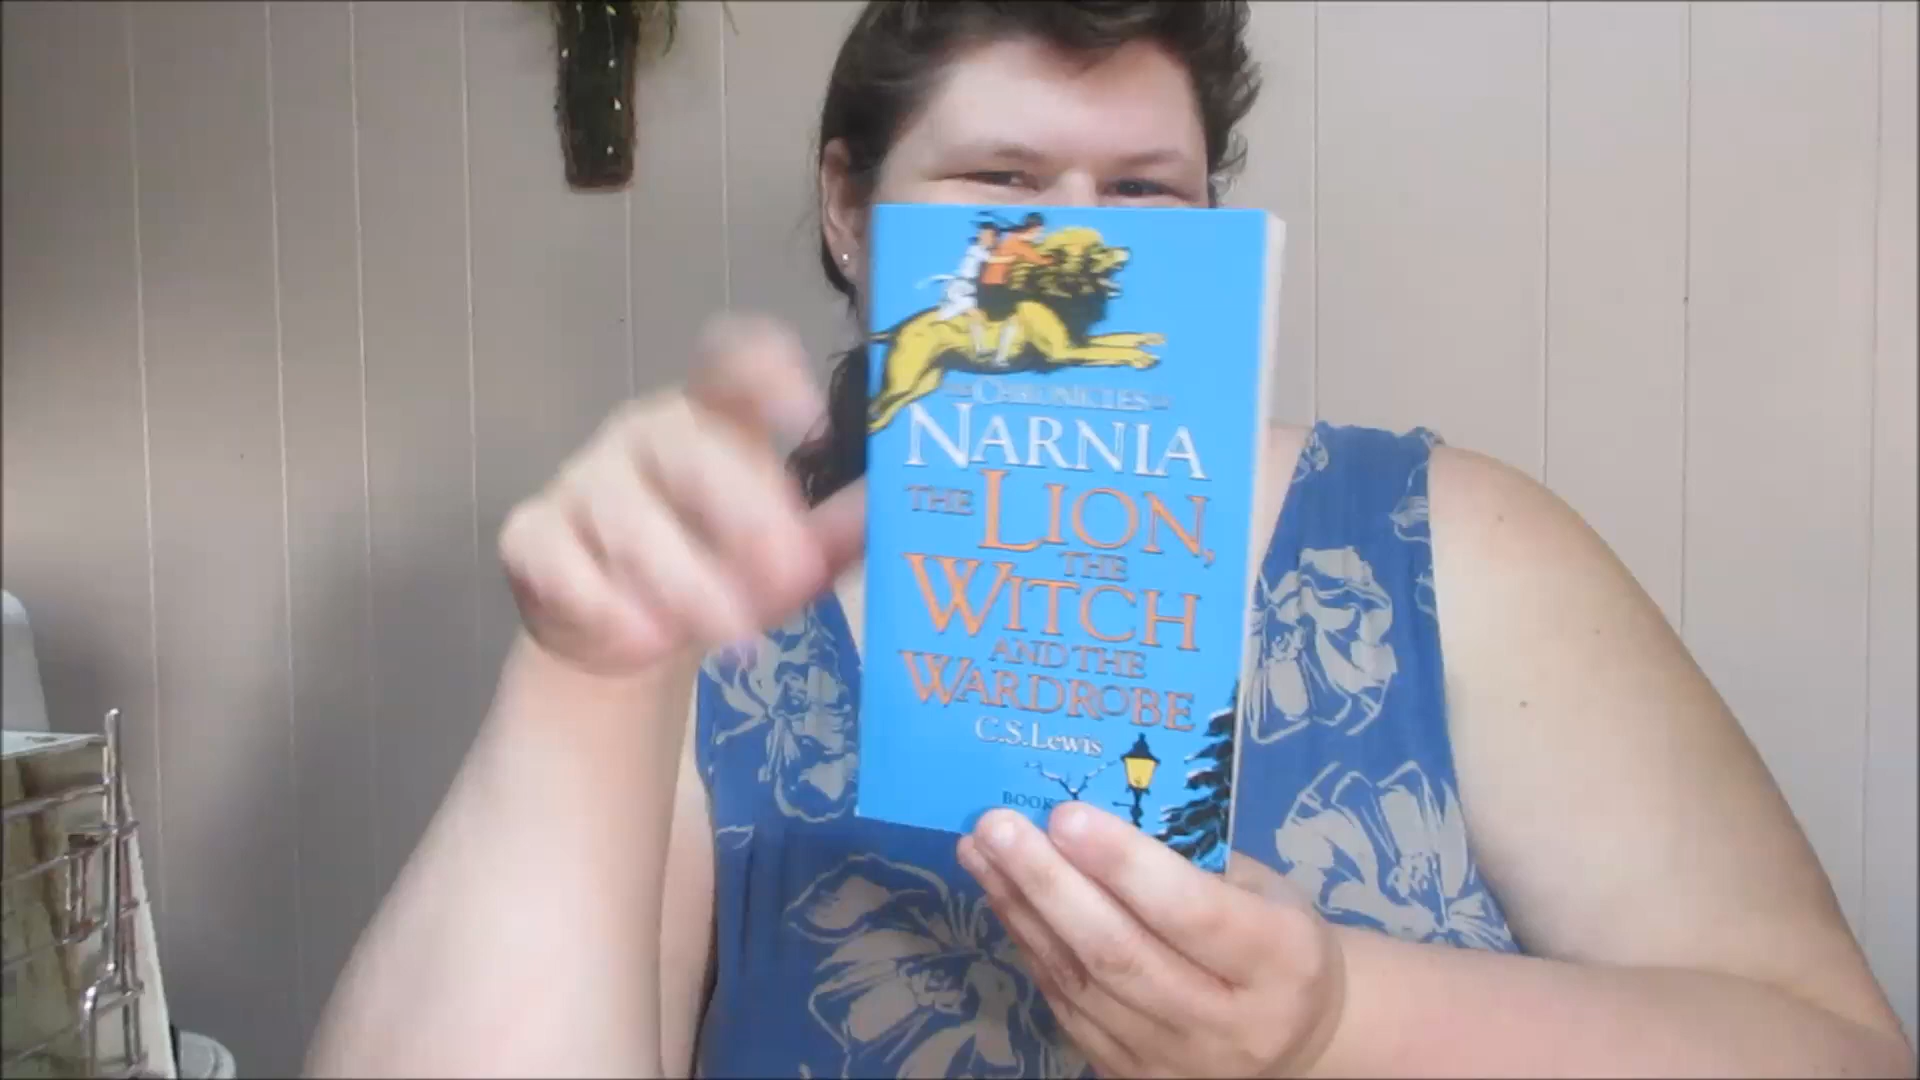 THE CHRONICLES OF
NARNIA
THE LION,
THE
WITCH
AND THE
WARDROBE
C.S.Lewis
BOOK